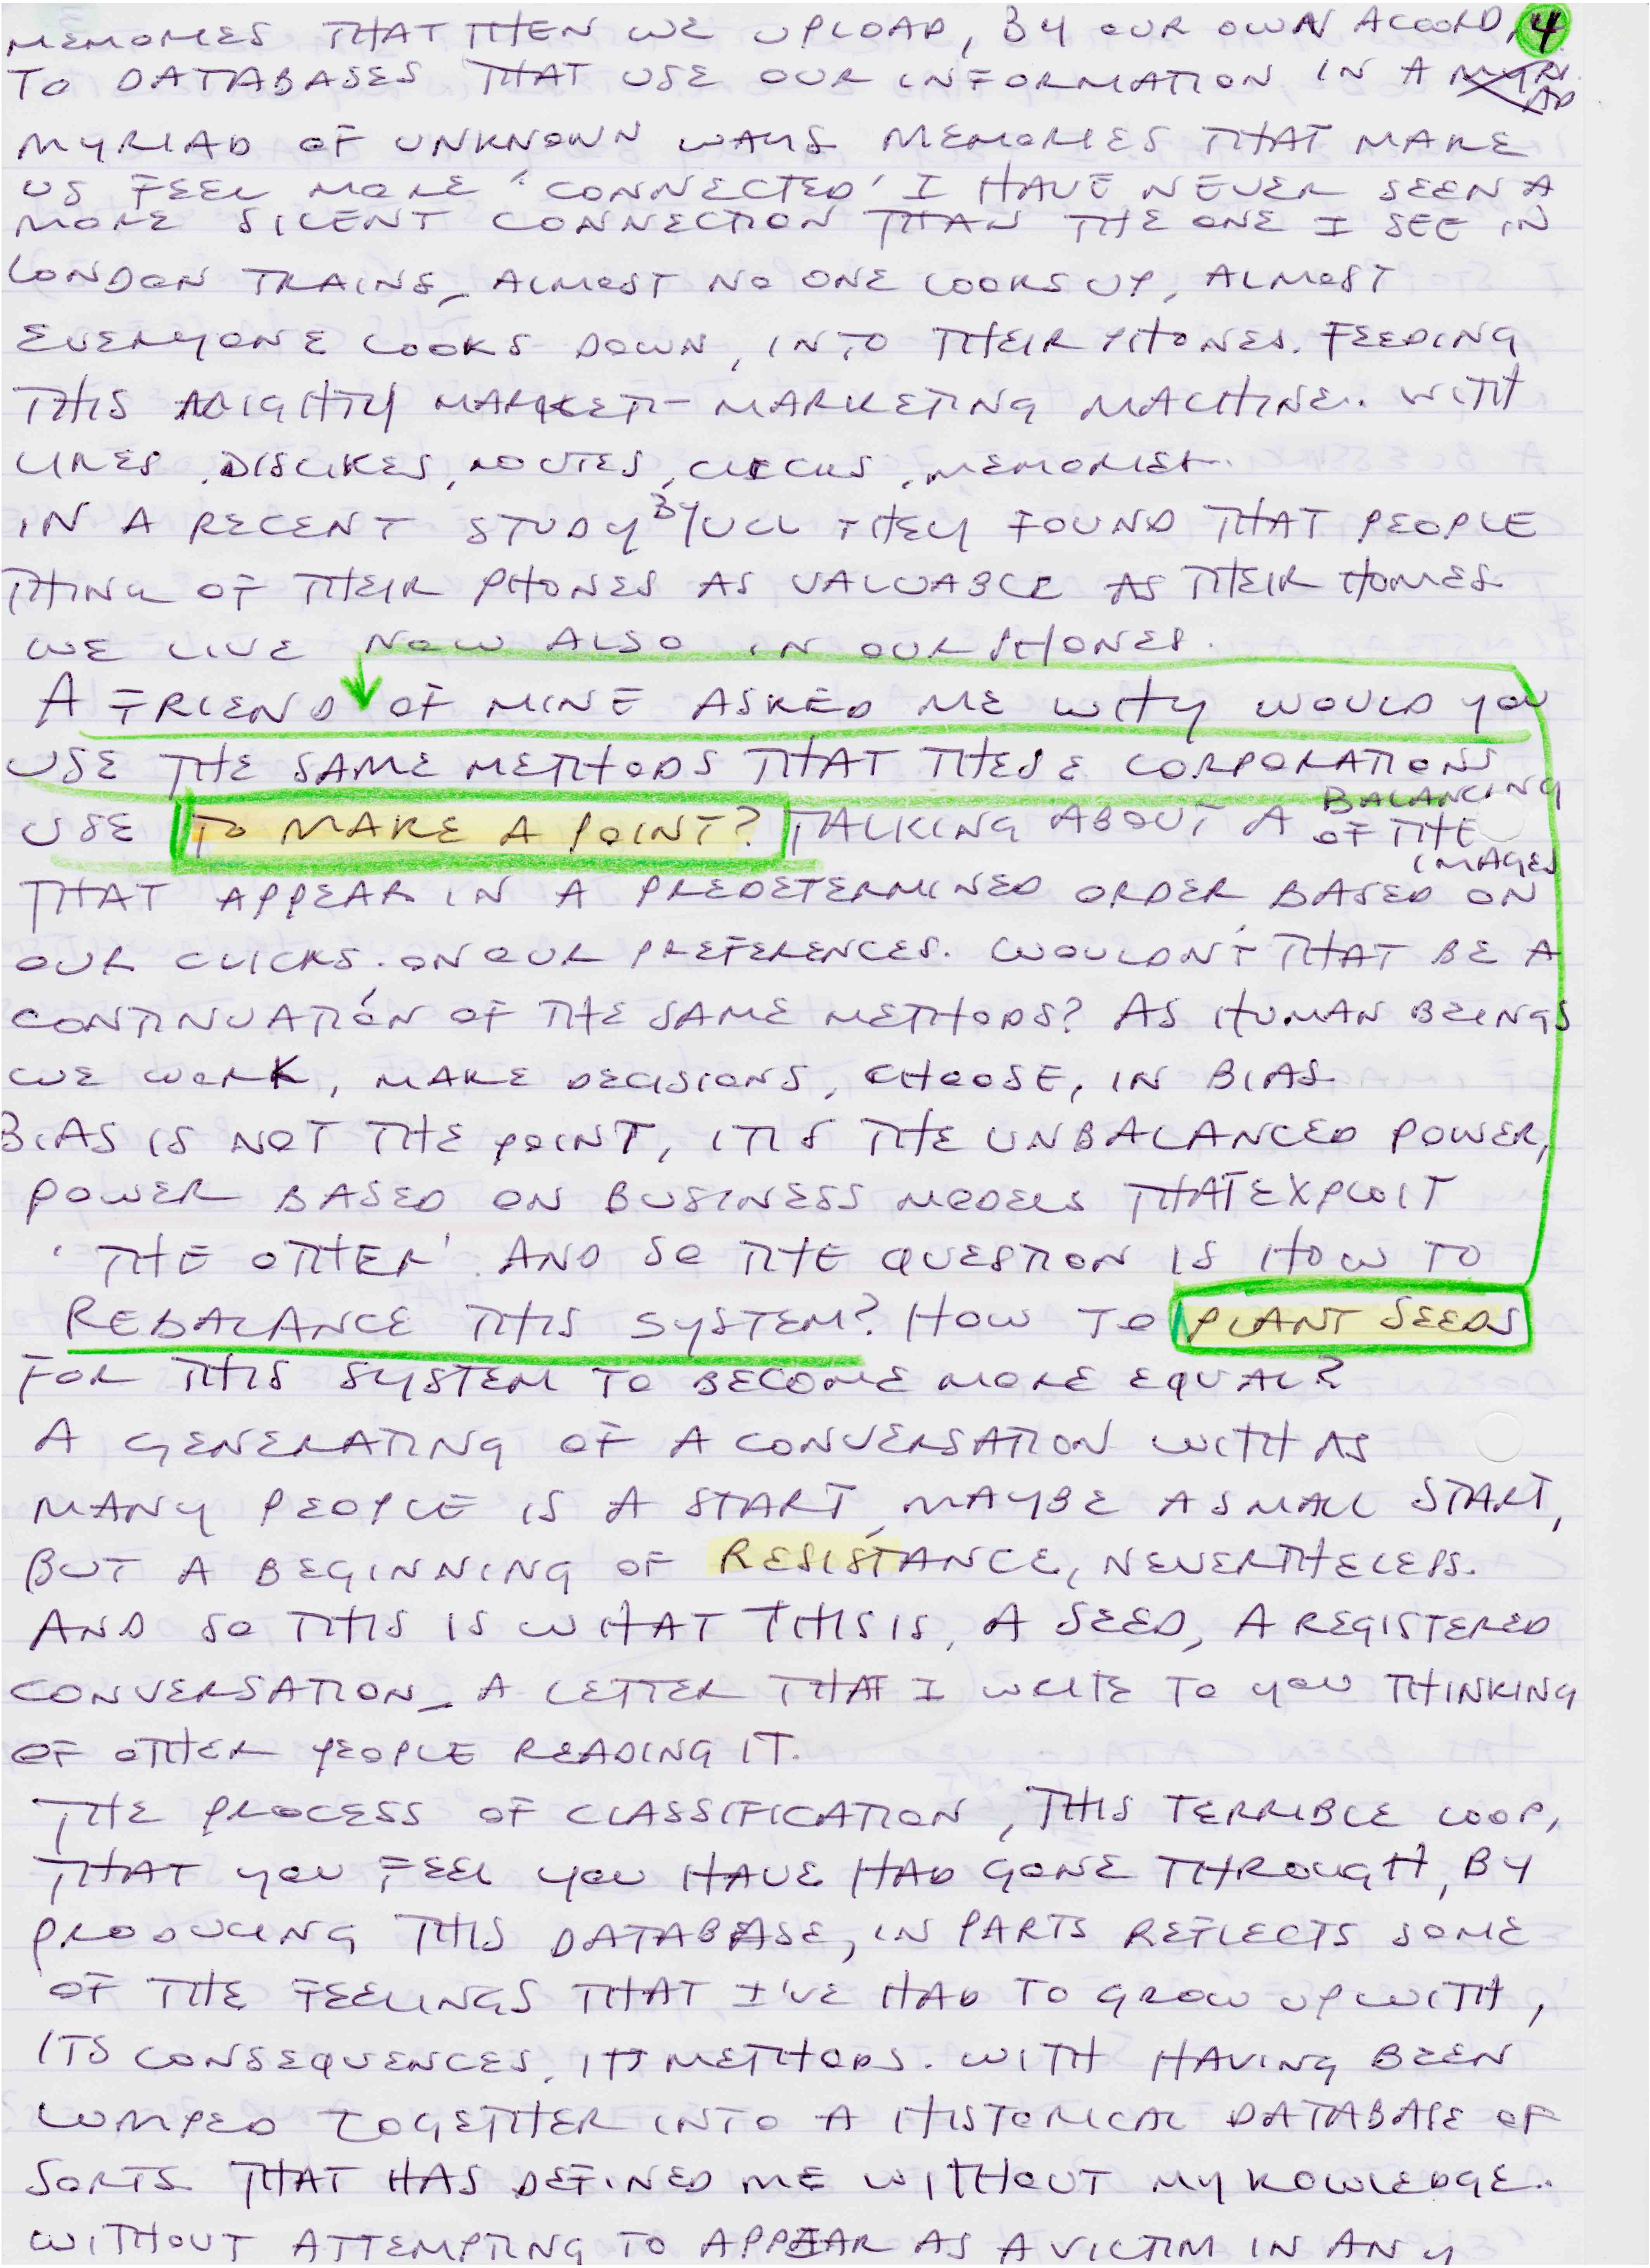 MEMORIES THAT THEN WE UPLOAD, BY OUR OWN ACCORD, 4
TO DATABASES THAT USE OUR INFORMATION IN A MYRI
AD
MYRIAD OF UNKNOWN WAYS MEMORIES THAT MAKE
US FEEL MORE 'CONNECTED' I HAVE NEVER SEEN A
MORE SILENT CONNECTION THAN THE ONE I SEE IN
LONDON TRAINS, ALMOST NO ONE LOOKS UP, ALMOST
EVERYONE LOOKS DOWN, INTO THEIR PHONES. FEEDING
THIS MIGHTY MARKET-MARKETING MACHINE. WITH
LIKES, DISLIKES, ROUTES, CLICKS, MEMORIES.
IN A RECENT STUDY BY UCL THEY FOUND THAT PEOPLE
THING OF THEIR PHONES AS VALUABLE AS THEIR HOMES
WE LIVE NOW ALSO IN OUR PHONES.
A FRIEND OF MINE ASKED ME WHY WOULD YOU
USE THE SAME METHODS THAT THESE CORPORATIONS
USE TO MAKE A POINT? TALKING ABOUT A BALANCING OF THE IMAGES
THAT APPEAR IN A PREDETERMINED ORDER BASED ON
OUR CLICKS. ON OUR PREFERENCES. WOULDN'T THAT BE A
CONTINUATIÓN OF THE SAME METHODS? AS HUMAN BEINGS
WE WORK, MAKE DECISIONS, CHOOSE, IN BIAS
BIAS IS NOT THE POINT, IT IS THE UNBALANCED POWER,
POWER BASED ON BUSINESS MODELS THAT EXPLOIT
'THE OTHER'. AND SO THE QUESTION IS HOW TO
REBALANCE THIS SYSTEM? HOW TO PLANT SEEDS
FOR THIS SYSTEM TO BECOME MORE EQUAL?
A GENERATING OF A CONVERSATION WITH AS
MANY PEOPLE IS A START, MAYBE A SMALL START,
BUT A BEGINNING OF RESISTANCE, NEVERTHELESS.
AND SO THIS IS WHAT THIS IS, A SEED, A REGISTERED
CONVERSATION_ A LETTER THAT I WRITE TO YOU THINKING
OF OTHER PEOPLE READING IT.
THE PROCESS OF CLASSIFICATION, THIS TERRIBLE LOOP,
THAT YOU FEEL YOU HAVE HAD GONE THROUGH, BY
PRODUCING THIS DATABASE, IN PARTS REFLECTS SOME
OF THE FEELINGS THAT I'VE HAD TO GROW UP WITH,
ITS CONSEQUENCES, ITS METHODS. WITH HAVING BEEN
LUMPED TOGETHER INTO A HISTORICAL DATABASE OF
SORTS THAT HAS DEFINED ME WITHOUT MY KOWLEDGE.
WITHOUT ATTEMPTING TO APPEAR AS A VICTIM IN ANY